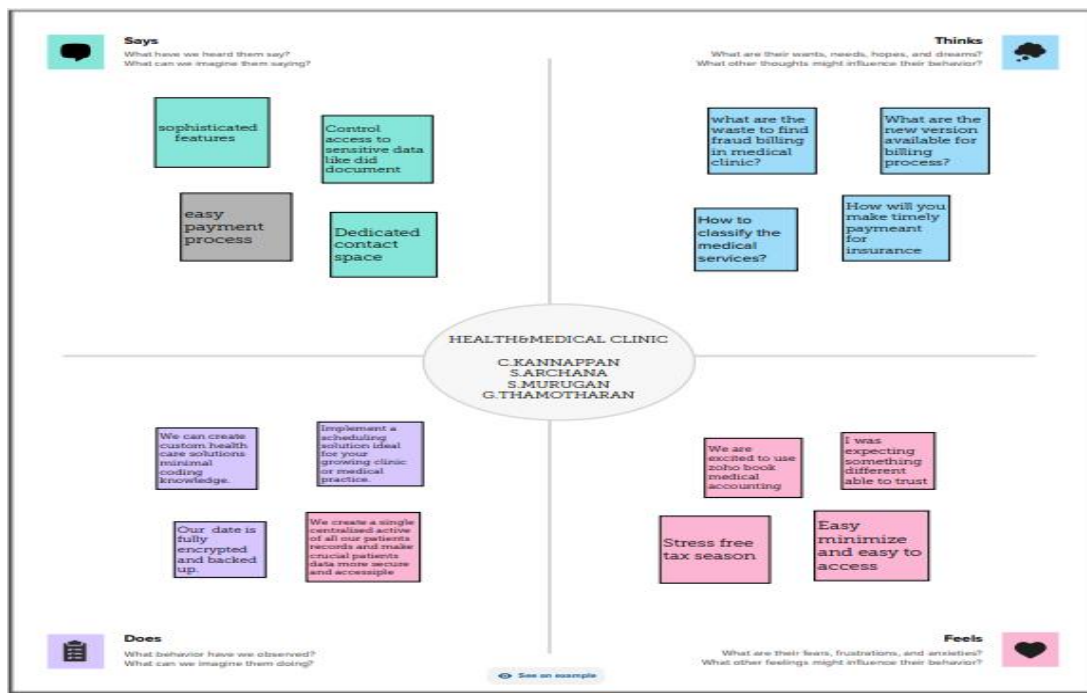 Says
What have we heard them say?
What can we imagine them saying?
sophisticated
features
Control
access to
sensitive data
like did
document
easy
payment
process
Dedicated
contact
space
Thinks
What are their wants, needs, hopes, and dreams?
What other thoughts might influence their behavior?
what are the
waste to find
fraud billing
in medical
clinic?
What are the
new version
available for
billing
process?
How to
classify the
medical
services?
How will you
make timely
paymeant
for
insurance
HEALTH&MEDICAL CLINIC
C.KANNAPPAN
S.ARCHANA
S.MURUGAN
G.THAMOTHARAN
We can create
custom health
care solutions
minimal
coding
knowledge.
Implement a
scheduling
solution ideal
for your
growing clinic
or medical
practice.
Our date is
fully
encrypted
and backed
up.
We create a single
centralised active
of all our patients
records and make
crucial patients
data more secure
and accessiple
Does
What behavior have we observed?
What can we imagine them doing?
We are
excited to use
zoho book
medical
accounting
I was
expecting
something
different
able to trust
Stress free
tax season
Easy
minimize
and easy to
access
Feels
What are their fears, frustrations, and anxieties?
What other feelings might influence their behavior?
See an example